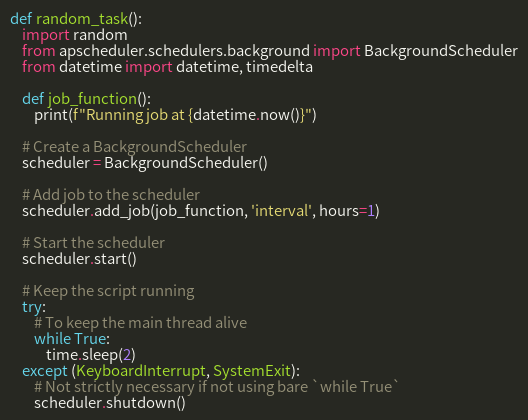 def random_task():
    import random
    from apscheduler.schedulers.background import BackgroundScheduler
    from datetime import datetime, timedelta
    def job_function():
        print(f"Running job at {datetime.now()}")
    # Create a BackgroundScheduler
    scheduler = BackgroundScheduler()
    # Add job to the scheduler
    scheduler.add_job(job_function, 'interval', hours=1)
    # Start the scheduler
    scheduler.start()
    # Keep the script running
    try:
        # To keep the main thread alive
        while True:
            time.sleep(2)
    except (KeyboardInterrupt, SystemExit):
        # Not strictly necessary if not using bare `while True`
        scheduler.shutdown()